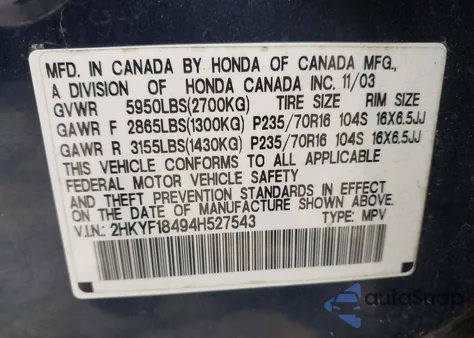 MFD. IN CANADA BY HONDA OF CANADA MFG.,
A DIVISION OF HONDA CANADA INC. 11/03
GVWR 5950LBS(2700KG) TIRE SIZE RIM SIZE
GAWR F 2865LBS(1300KG) P235/70R16 104S 16X6.5JJ
GAWR R 3155LBS(1430KG) P235/70R16 104S 16X6.5JJ
THIS VEHICLE CONFORMS TO ALL APPLICABLE
FEDERAL MOTOR VEHICLE SAFETY
AND THEFT PREVENTION STANDARDS IN EFFECT
ON THE DATE OF MANUFACTURE SHOWN ABOVE.
V.I.N.: 2HKYF18494H527543 TYPE: MPV
autoSnap